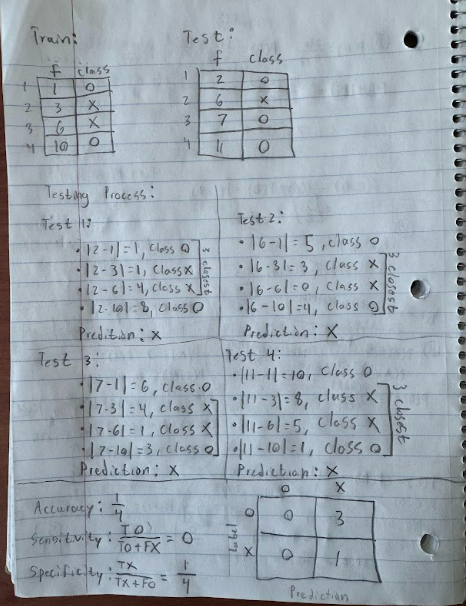 Train:
f class
1 1 O
2 3 X
3 6 X
4 10 O
Test:
f class
1 2 O
2 6 X
3 7 O
4 11 O
Testing Process:
Test 1:
• |2-1|=1, Class O
• |2-3|=1, Class X
• |2-6|=4, Class X
• |2-10|=8, Class O
3 closest
Prediction: X
Test 2:
• |6-1|=5, class O
• |6-3|=3, Class X
• |6-6|=0, Class X
• |6-10|=4, Class O
3 closest
Prediction: X
Test 3:
• |7-1|=6, class O
• |7-3|=4, class X
• |7-6|=1, Class X
• |7-10|=3, class O
Prediction: X
Test 4:
• |11-1|=10, Class O
• |11-3|=8, class X
• |11-6|=5, Class X
• |11-10|=1, Class O
3 closest
Prediction: X
Accuracy: 1/4
Sensitivity: TO/TO+FX = 0
Specificity: TX/TX+FO = 1/4
O X
O 0 3
X 0 1
Label
Prediction